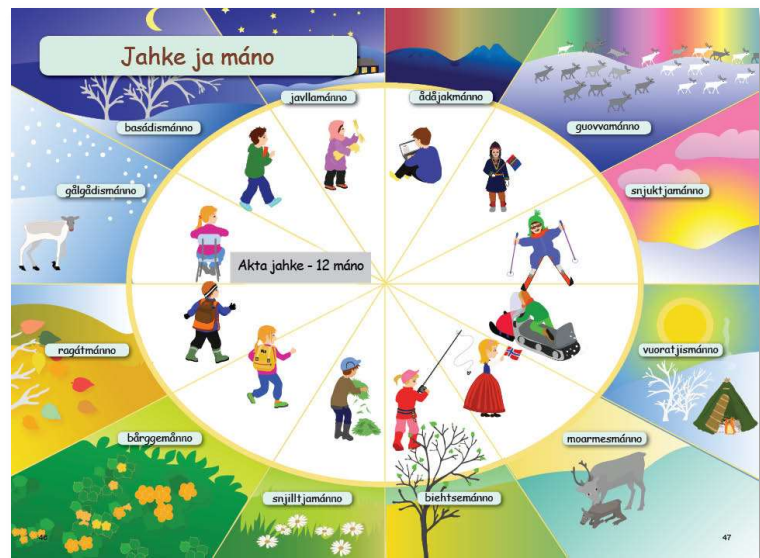 Jahke ja máno
javllamánno
ådåjakmánno
basádismánno
guovvamánno
gålgådismánno
snjuktjamánno
Akta jahke - 12 máno
ragátmánno
vuoratjismánno
bårggemånno
moarmesmánno
snjilltjamánno
biehtsemánno
46
47